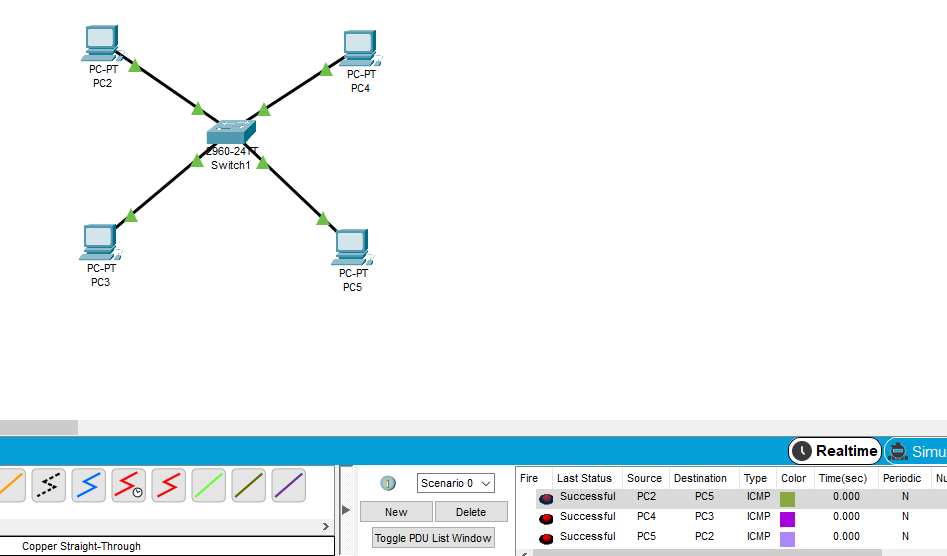 PC-PT
PC2
PC-PT
PC4
2960-24TT
Switch1
PC-PT
PC3
PC-PT
PC5
Realtime
Scenario 0
New
Delete
Toggle PDU List Window
Copper Straight-Through
Fire Last Status Source Destination Type Color Time(sec) Periodic
Successful PC2 PC5 ICMP 0.000 N
Successful PC4 PC3 ICMP 0.000 N
Successful PC5 PC2 ICMP 0.000 N